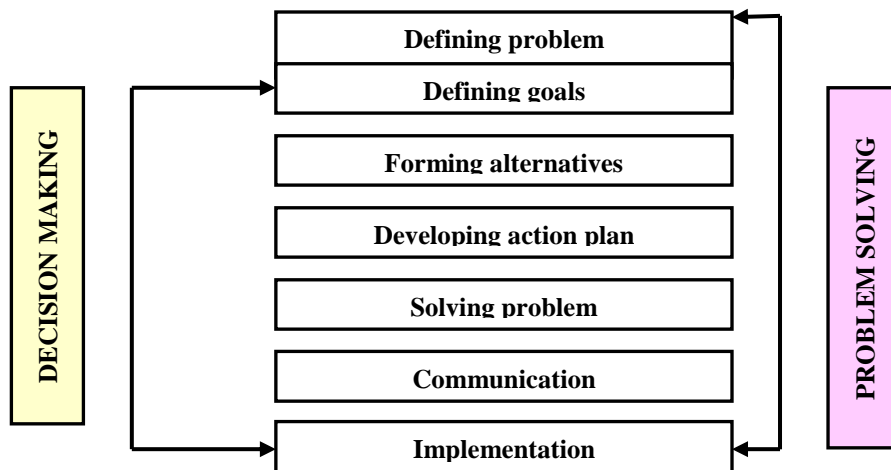 Defining problem
Defining goals
Forming alternatives
Developing action plan
Solving problem
Communication
Implementation
DECISION MAKING
PROBLEM SOLVING